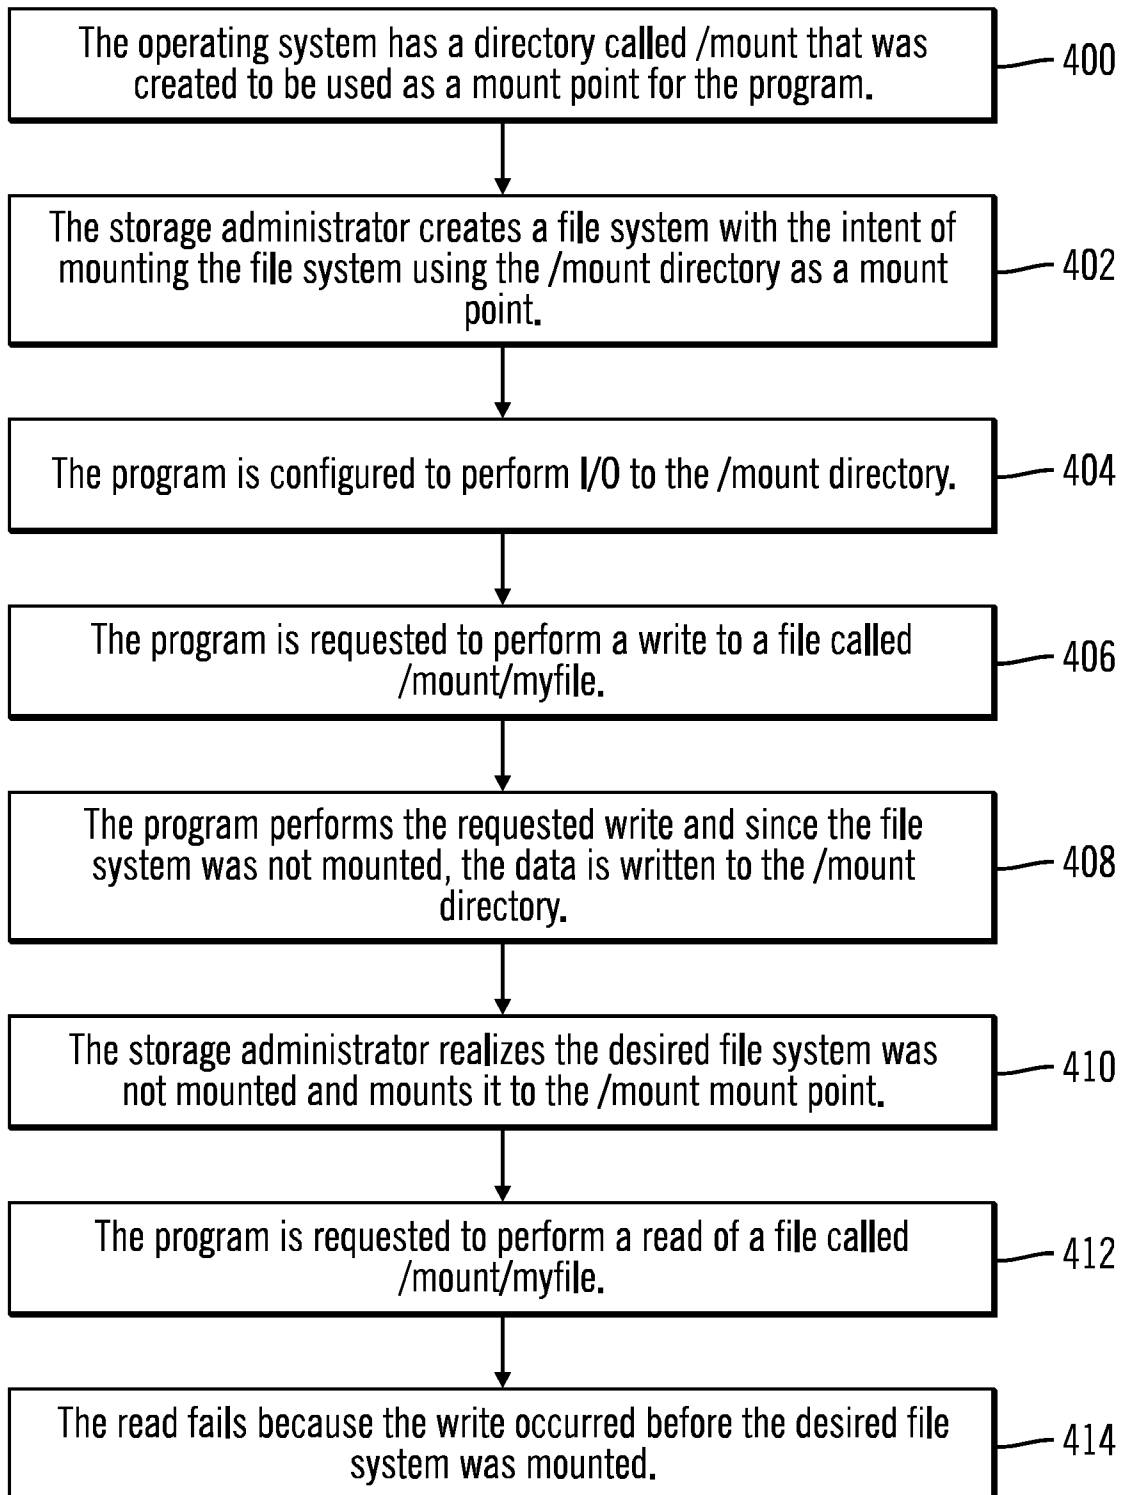 The operating system has a directory called /mount that was
created to be used as a mount point for the program.
400
The storage administrator creates a file system with the intent of
mounting the file system using the /mount directory as a mount
point.
402
The program is configured to perform I/O to the /mount directory.
404
The program is requested to perform a write to a file called
/mount/myfile.
406
The program performs the requested write and since the file
system was not mounted, the data is written to the /mount
directory.
408
The storage administrator realizes the desired file system was
not mounted and mounts it to the /mount mount point.
410
The program is requested to perform a read of a file called
/mount/myfile.
412
The read fails because the write occurred before the desired file
system was mounted.
414